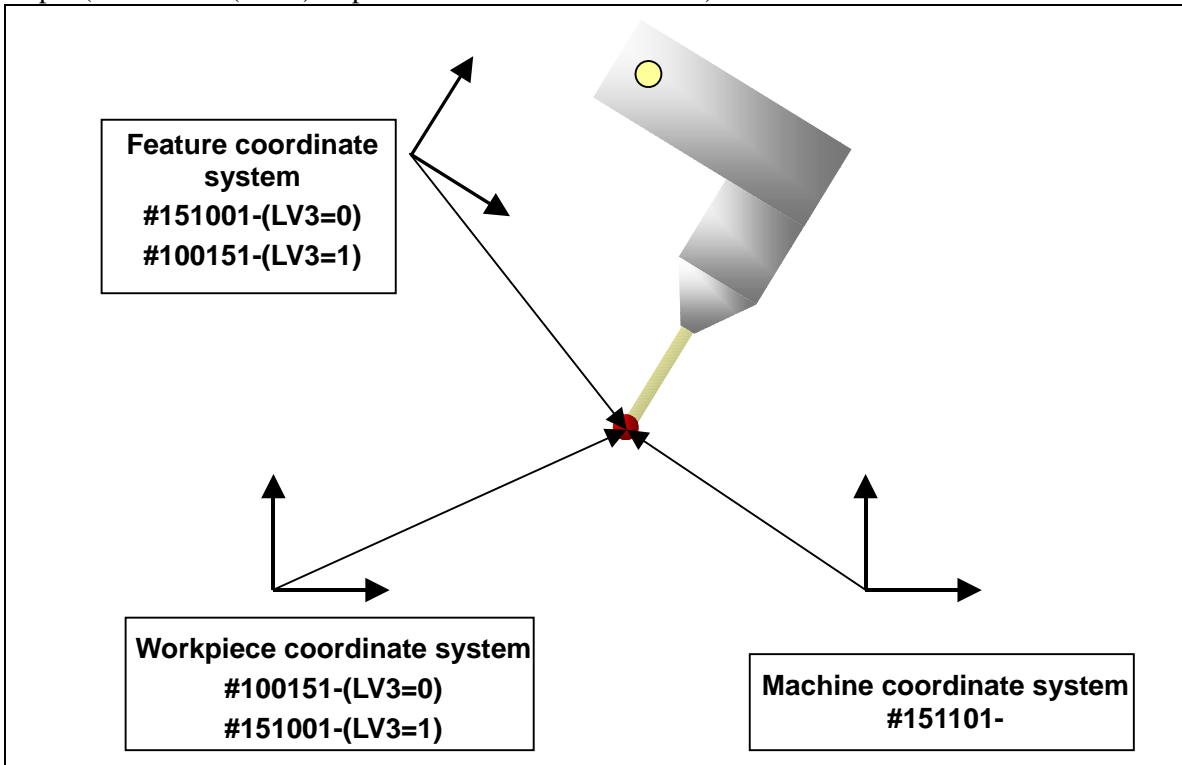 Feature coordinate
system
#151001-(LV3=0)
#100151-(LV3=1)
Workpiece coordinate system
#100151-(LV3=0)
#151001-(LV3=1)
Machine coordinate system
#151101-